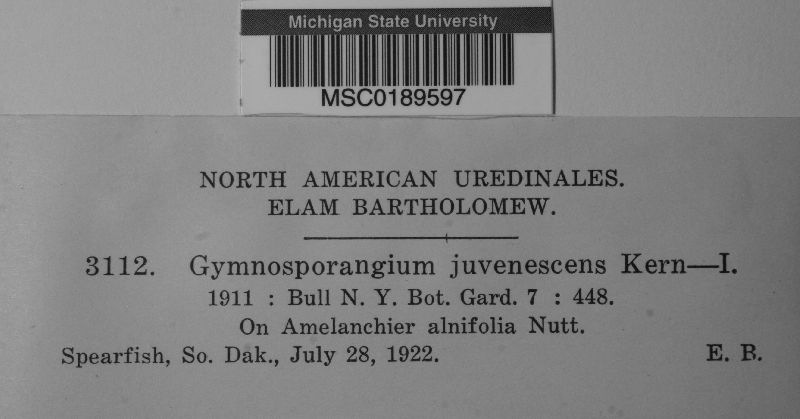 Michigan State University
MSC0189597
NORTH AMERICAN UREDINALES.
ELAM BARTHOLOMEW.
3112. Gymnosporangium juvenescens Kern—I.
1911 : Bull N. Y. Bot. Gard. 7 : 448.
On Amelanchier alnifolia Nutt.
Spearfish, So. Dak., July 28, 1922. E. B.